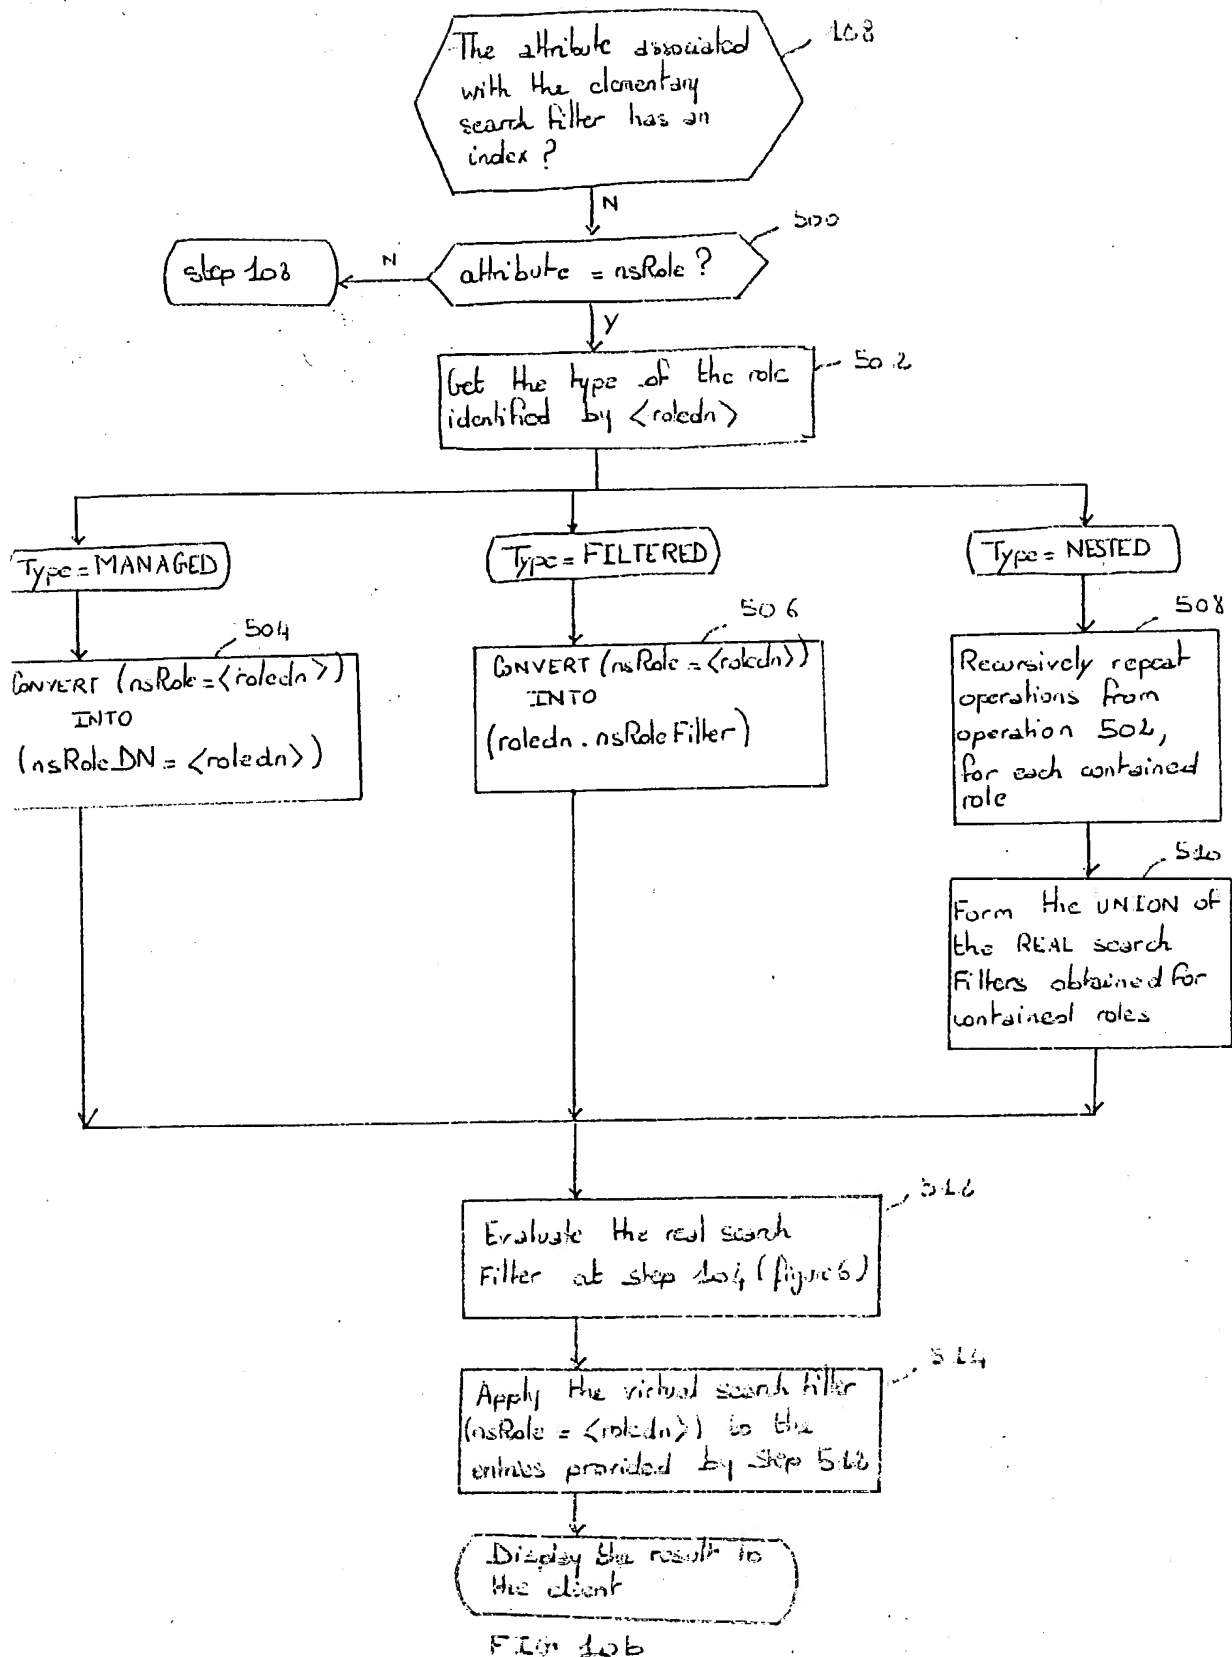 108
The attribute associated
with the elementary
search filter has an
index ?
N
500
step 108
N
attribute = nsRole ?
Y
502
Get the type of the role
identified by <roledn>
Type = MANAGED
Type = FILTERED
Type = NESTED
504
CONVERT (nsRole = <roledn>)
INTO
(nsRoleDN = <roledn>)
506
CONVERT (nsRole = <roledn>)
INTO
(roledn . nsRoleFilter)
508
Recursively repeat
operations from
operation 502,
for each contained
role
510
Form the UNION of
the REAL search
Filters obtained for
contained roles
512
Evaluate the real search
Filter at step 104 (figure 6)
514
Apply the virtual search filter
(nsRole = <roledn>) to the
entries provided by step 512
Display the result to
the client
FIG 10b